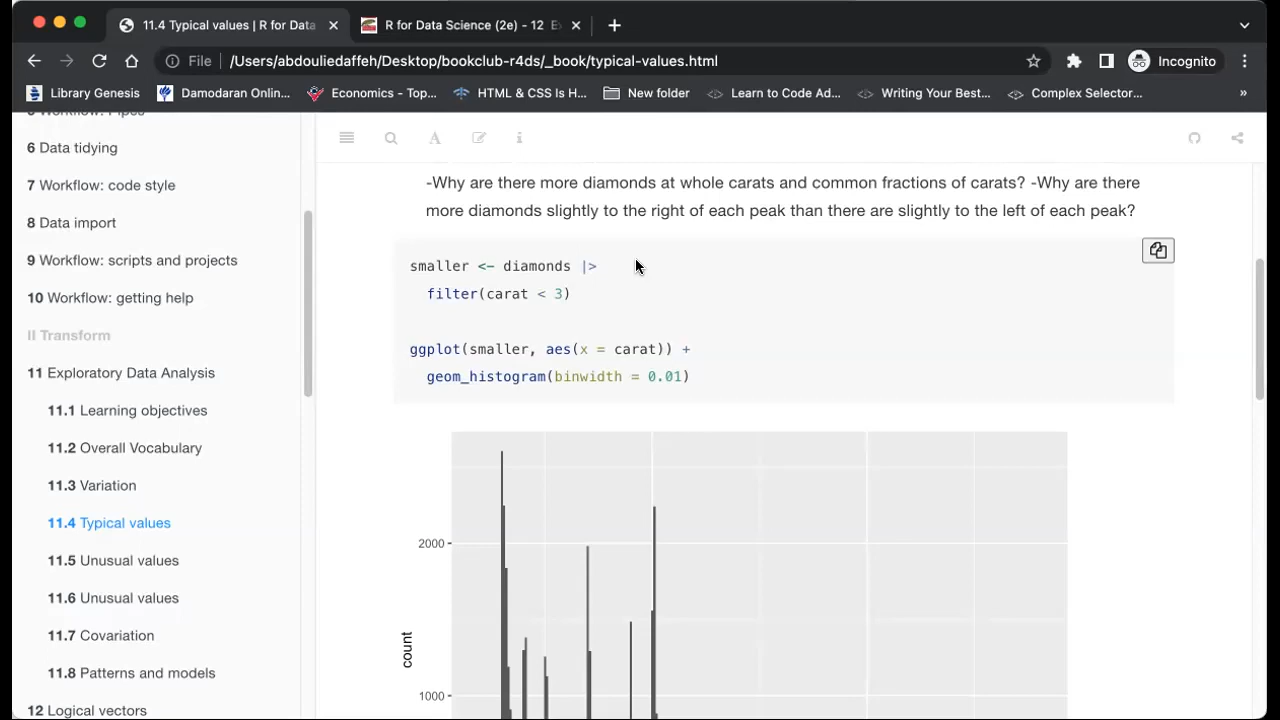 11.4 Typical values | R for Data
R for Data Science (2e) - 12
File /Users/abdouliedaffeh/Desktop/bookclub-r4ds/_book/typical-values.html
Incognito
Library Genesis
Damodaran Onlin...
Economics - Top...
HTML & CSS Is H...
New folder
Learn to Code Ad...
Writing Your Best...
Complex Selector...
»
6 Data tidying
7 Workflow: code style
8 Data import
9 Workflow: scripts and projects
10 Workflow: getting help
II Transform
11 Exploratory Data Analysis
11.1 Learning objectives
11.2 Overall Vocabulary
11.3 Variation
11.4 Typical values
11.5 Unusual values
11.6 Unusual values
11.7 Covariation
11.8 Patterns and models
12 Logical vectors
-Why are there more diamonds at whole carats and common fractions of carats? -Why are there
more diamonds slightly to the right of each peak than there are slightly to the left of each peak?
smaller <- diamonds |>
filter(carat < 3)
ggplot(smaller, aes(x = carat)) +
geom_histogram(binwidth = 0.01)
2000
count
1000